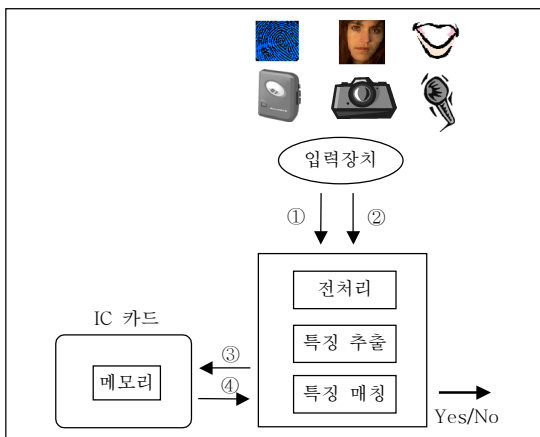 입력장치
① ②
전처리
IC 카드
특징 추출
③
메모리
④
특징 매칭
Yes/No